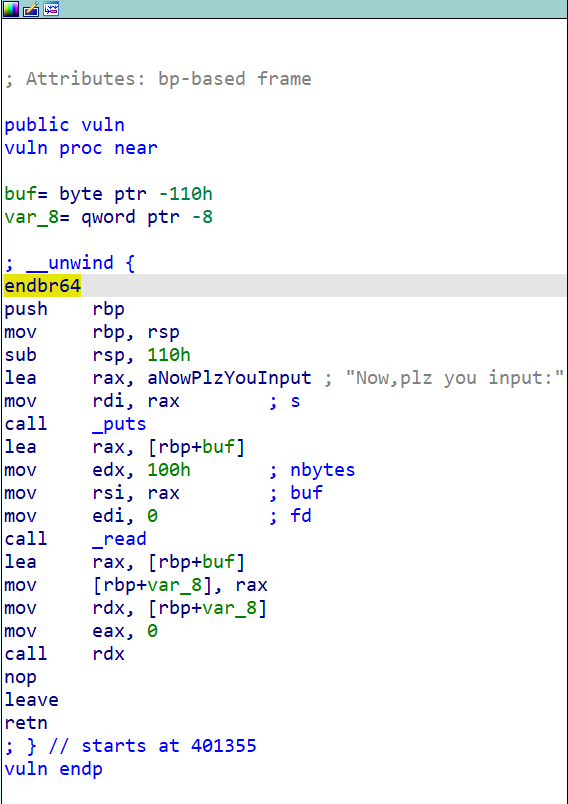 ; Attributes: bp-based frame
public vuln
vuln proc near
buf= byte ptr -110h
var_8= qword ptr -8
; __unwind {
endbr64
push    rbp
mov     rbp, rsp
sub     rsp, 110h
lea     rax, aNowPlzYouInput ; "Now,plz you input:"
mov     rdi, rax        ; s
call    _puts
lea     rax, [rbp+buf]
mov     edx, 100h       ; nbytes
mov     rsi, rax        ; buf
mov     edi, 0          ; fd
call    _read
lea     rax, [rbp+buf]
mov     [rbp+var_8], rax
mov     rdx, [rbp+var_8]
mov     eax, 0
call    rdx
nop
leave
retn
; } // starts at 401355
vuln endp